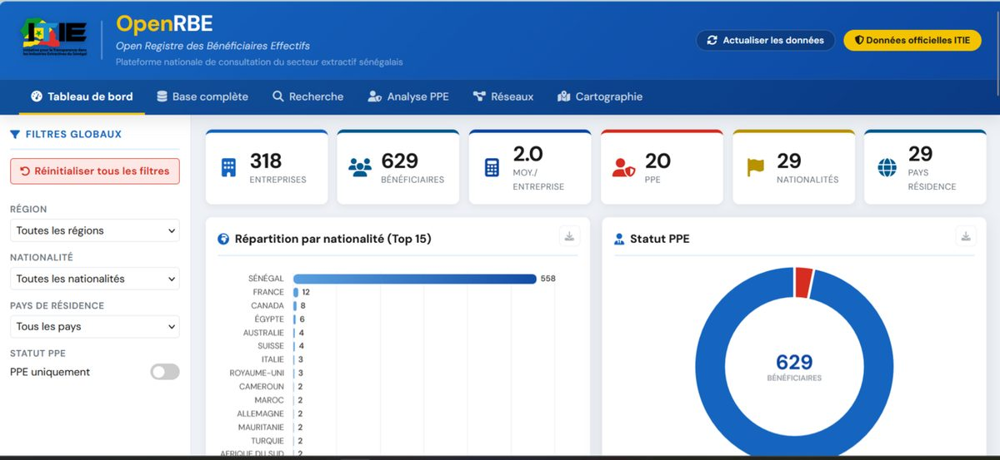 ITIE
Initiative pour la Transparence dans
les Industries Extractives du Sénégal
OpenRBE
Open Registre des Bénéficiaires Effectifs
Plateforme nationale de consultation du secteur extractif sénégalais
Actualiser les données
Données officielles ITIE
Tableau de bord
Base complète
Recherche
Analyse PPE
Réseaux
Cartographie
FILTRES GLOBAUX
Réinitialiser tous les filtres
RÉGION
Toutes les régions
NATIONALITÉ
Toutes les nationalités
PAYS DE RÉSIDENCE
Tous les pays
STATUT PPE
PPE uniquement
318
ENTREPRISES
629
BÉNÉFICIAIRES
2.0
MOY./
ENTREPRISE
20
PPE
29
NATIONALITÉS
29
PAYS
RÉSIDENCE
Répartition par nationalité (Top 15)
SÉNÉGAL 558
FRANCE 12
CANADA 8
ÉGYPTE 6
AUSTRALIE 4
SUISSE 4
ITALIE 3
ROYAUME-UNI 3
CAMEROUN 2
MAROC 2
ALLEMAGNE 2
MAURITANIE 2
TURQUIE 2
AFRIQUE DU SUD 2
Statut PPE
629
BÉNÉFICIAIRES